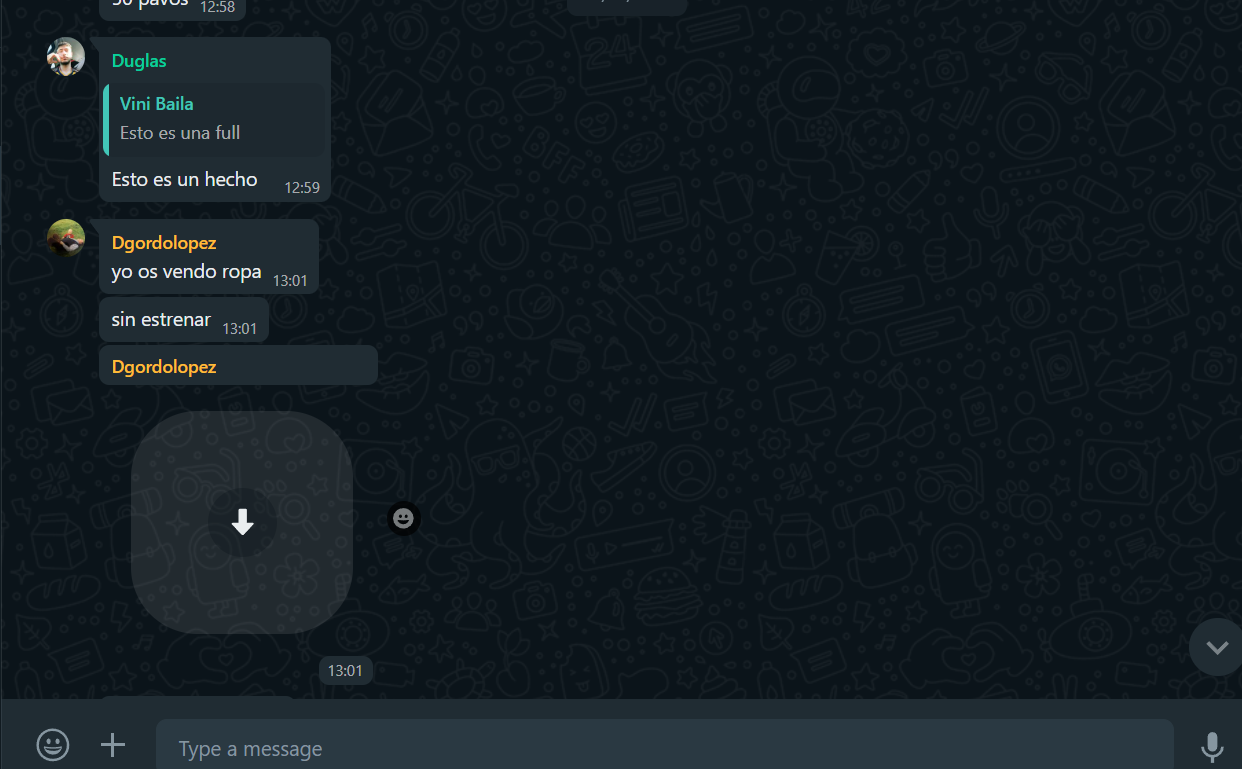 50 pavos 12:58
Duglas
Vini Baila
Esto es una full
Esto es un hecho 12:59
Dgordolopez
yo os vendo ropa 13:01
sin estrenar 13:01
Dgordolopez
13:01
Type a message